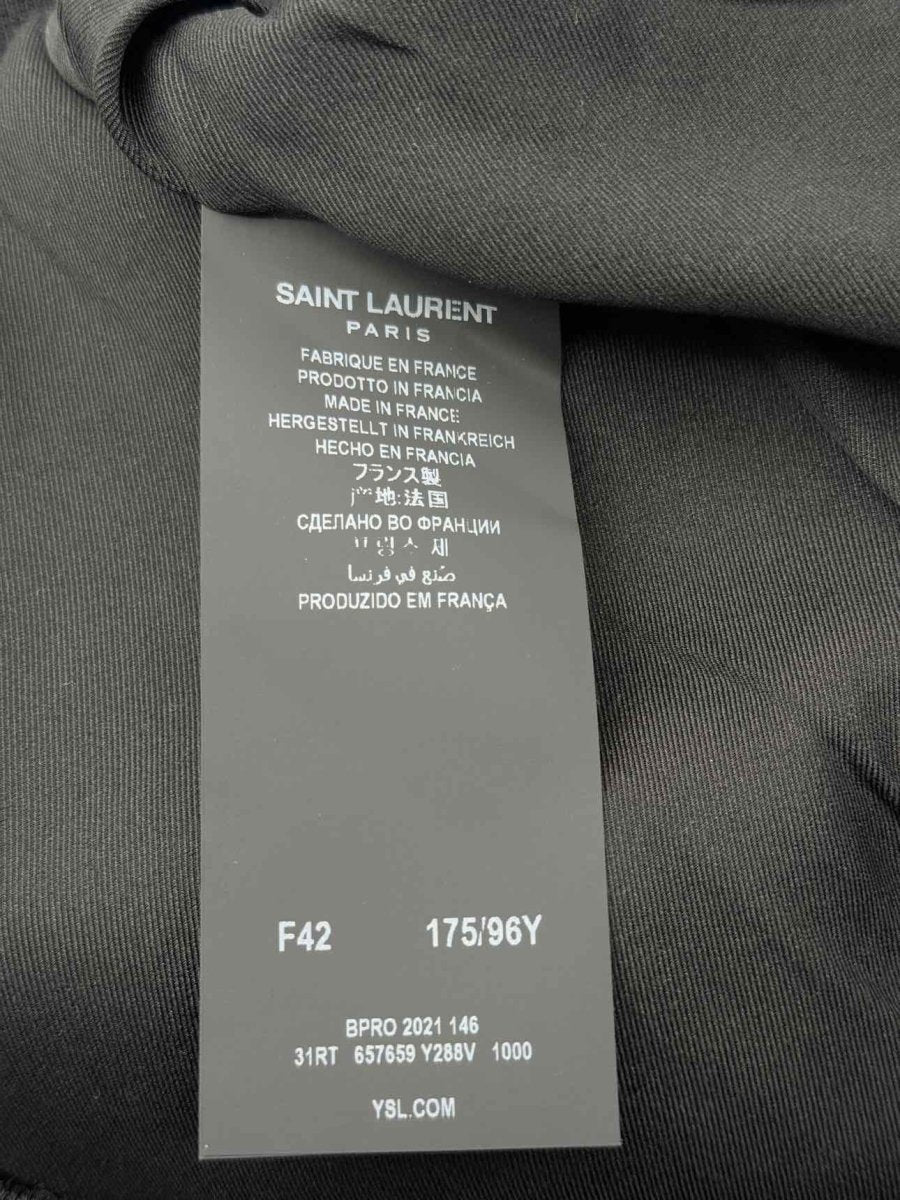 SAINT LAURENT
PARIS
FABRIQUE EN FRANCE
PRODOTTO IN FRANCIA
MADE IN FRANCE
HERGESTELLT IN FRANKREICH
HECHO EN FRANCIA
フランス製
产地:法国
СДЕЛАНО ВО ФРАНЦИИ
제
صنع في فرنسا
PRODUZIDO EM FRANÇA
F42 175/96Y
BPRO 2021 146
31RT 657659 Y288V 1000
YSL.COM